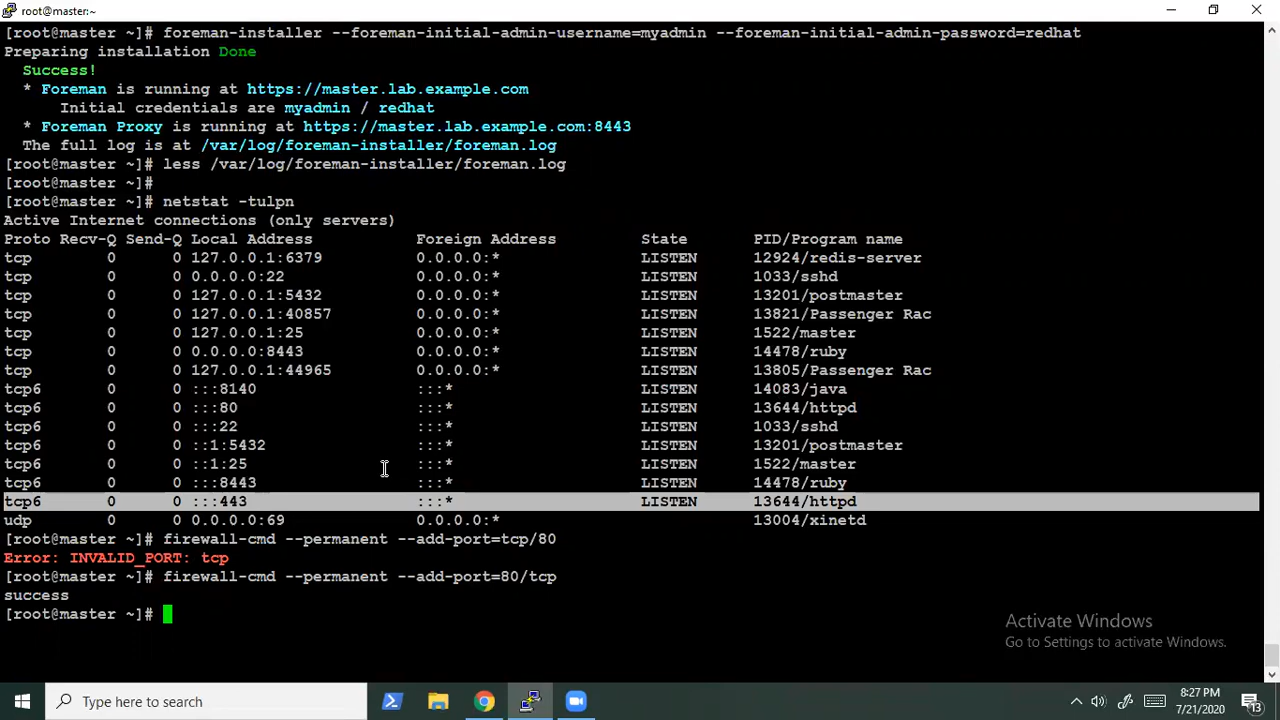 root@master:~
[root@master ~]# foreman-installer --foreman-initial-admin-username=myadmin --foreman-initial-admin-password=redhat
Preparing installation Done
Success!
* Foreman is running at https://master.lab.example.com
Initial credentials are myadmin / redhat
* Foreman Proxy is running at https://master.lab.example.com:8443
The full log is at /var/log/foreman-installer/foreman.log
[root@master ~]# less /var/log/foreman-installer/foreman.log
[root@master ~]#
[root@master ~]# netstat -tulpn
Active Internet connections (only servers)
Proto Recv-Q Send-Q Local Address Foreign Address State PID/Program name
tcp 0 0 127.0.0.1:6379 0.0.0.0:* LISTEN 12924/redis-server
tcp 0 0 0.0.0.0:22 0.0.0.0:* LISTEN 1033/sshd
tcp 0 0 127.0.0.1:5432 0.0.0.0:* LISTEN 13201/postmaster
tcp 0 0 127.0.0.1:40857 0.0.0.0:* LISTEN 13821/Passenger Rac
tcp 0 0 127.0.0.1:25 0.0.0.0:* LISTEN 1522/master
tcp 0 0 0.0.0.0:8443 0.0.0.0:* LISTEN 14478/ruby
tcp 0 0 127.0.0.1:44965 0.0.0.0:* LISTEN 13805/Passenger Rac
tcp6 0 0 :::8140 :::* LISTEN 14083/java
tcp6 0 0 :::80 :::* LISTEN 13644/httpd
tcp6 0 0 :::22 :::* LISTEN 1033/sshd
tcp6 0 0 ::1:5432 :::* LISTEN 13201/postmaster
tcp6 0 0 ::1:25 :::* LISTEN 1522/master
tcp6 0 0 :::8443 :::* LISTEN 14478/ruby
tcp6 0 0 :::443 :::* LISTEN 13644/httpd
udp 0 0 0.0.0.0:69 0.0.0.0:* 13004/xinetd
[root@master ~]# firewall-cmd --permanent --add-port=tcp/80
Error: INVALID_PORT: tcp
[root@master ~]# firewall-cmd --permanent --add-port=80/tcp
success
[root@master ~]#
Activate Windows
Go to Settings to activate Windows.
Type here to search
8:27 PM
7/21/2020
13